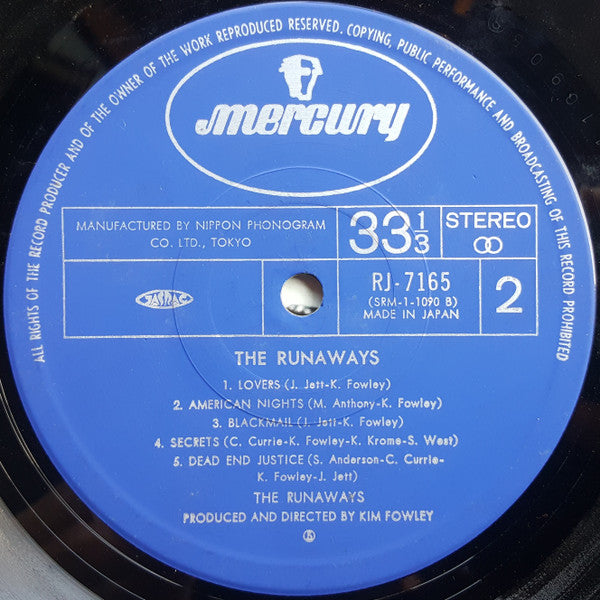 ALL RIGHTS OF THE RECORD PRODUCER AND OF THE OWNER OF THE WORK REPRODUCED RESERVED. COPYING, PUBLIC PERFORMANCE AND BROADCASTING OF THIS RECORD PROHIBITED
mercury
MANUFACTURED BY NIPPON PHONOGRAM
CO. LTD., TOKYO
33 1/3
STEREO
JASRAC
RJ-7165
(SRM-1-1090 B)
MADE IN JAPAN
2
THE RUNAWAYS
1. LOVERS (J. Jett-K. Fowley)
2. AMERICAN NIGHTS (M. Anthony-K. Fowley)
3. BLACKMAIL (J. Jett-K. Fowley)
4. SECRETS (C. Currie-K. Fowley-K. Krome-S. West)
5. DEAD END JUSTICE (S. Anderson-C. Currie-
K. Fowley-J. Jett)
THE RUNAWAYS
PRODUCED AND DIRECTED BY KIM FOWLEY